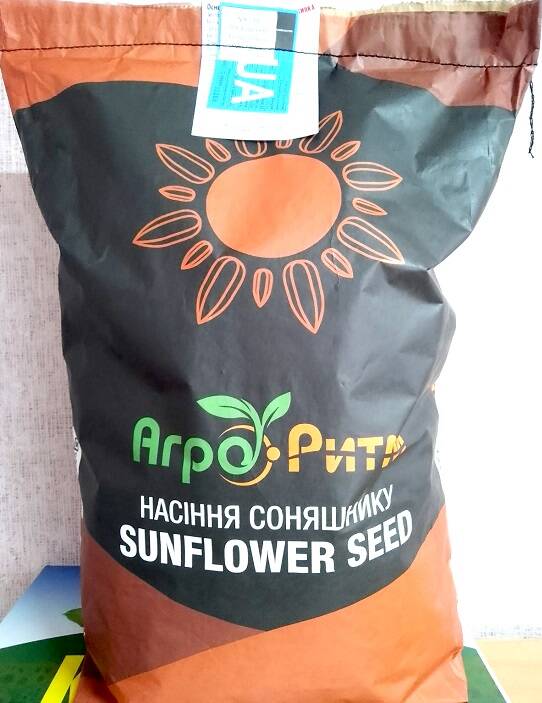 UA
Агро Ритм
НАСІННЯ СОНЯШНИКУ
SUNFLOWER SEED